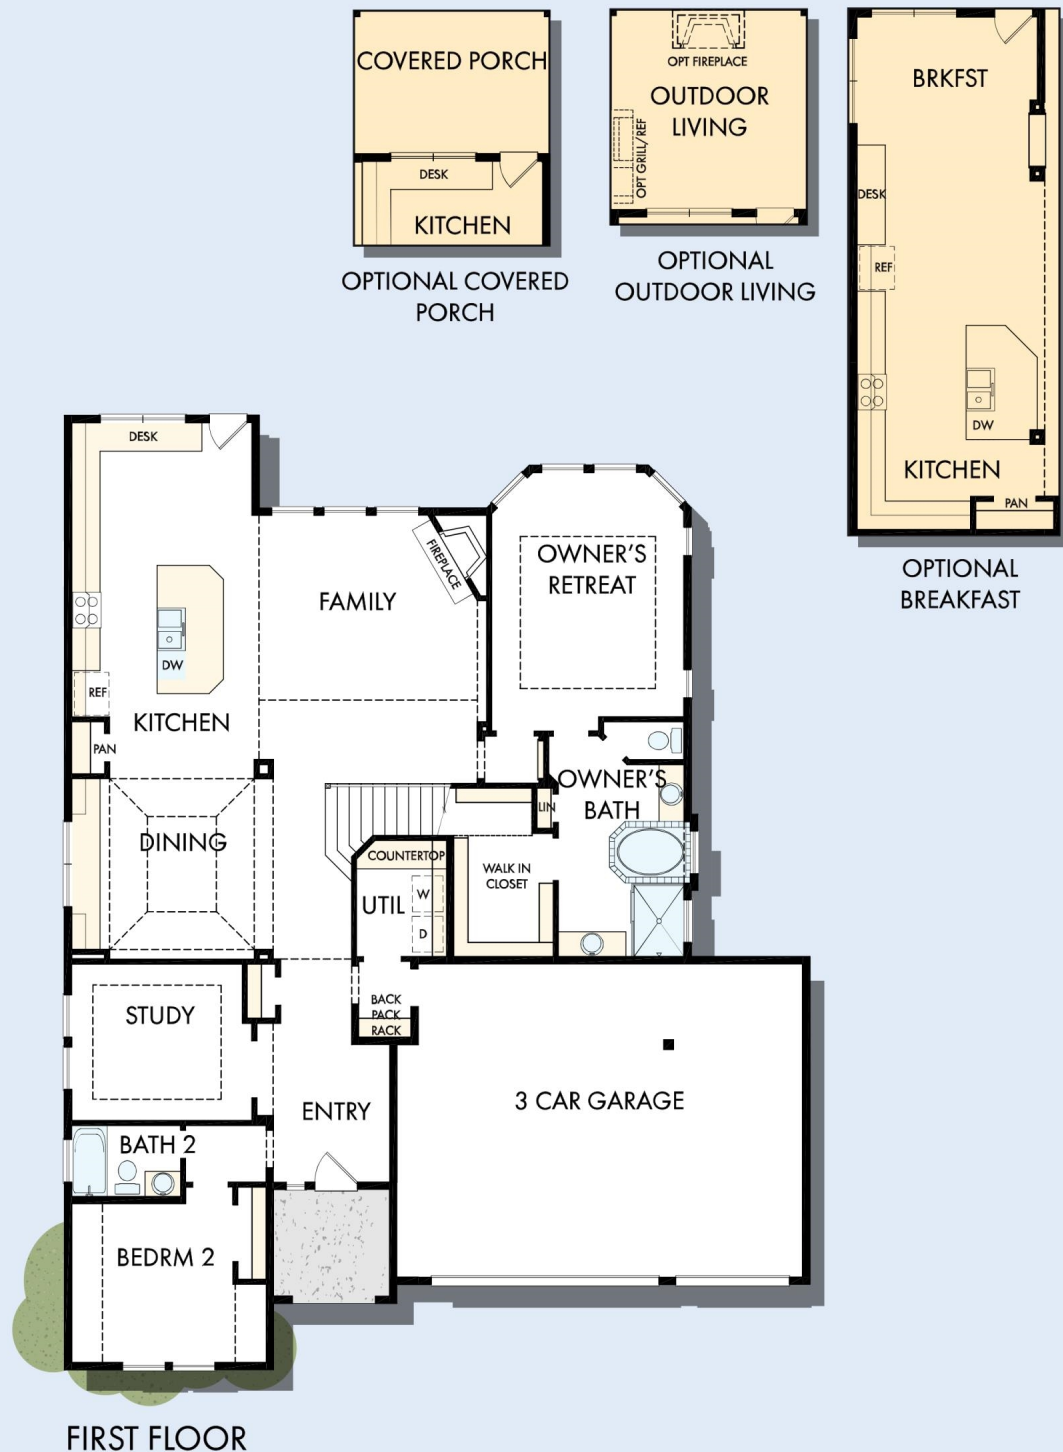 COVERED PORCH
DESK
KITCHEN
OPTIONAL COVERED
PORCH
OPT FIREPLACE
OUTDOOR
LIVING
OPT GRILL/REF
OPTIONAL
OUTDOOR LIVING
BRKFST
DESK
REF
DW
KITCHEN
PAN
OPTIONAL
BREAKFAST
DESK
FIREPLACE
OWNER'S
RETREAT
FAMILY
DW
REF
KITCHEN
PAN
OWNER'S
BATH
LIN
DINING
COUNTERTOP
WALK IN
CLOSET
UTIL
W
D
STUDY
BACK
PACK
RACK
3 CAR GARAGE
ENTRY
BATH 2
BEDRM 2
FIRST FLOOR